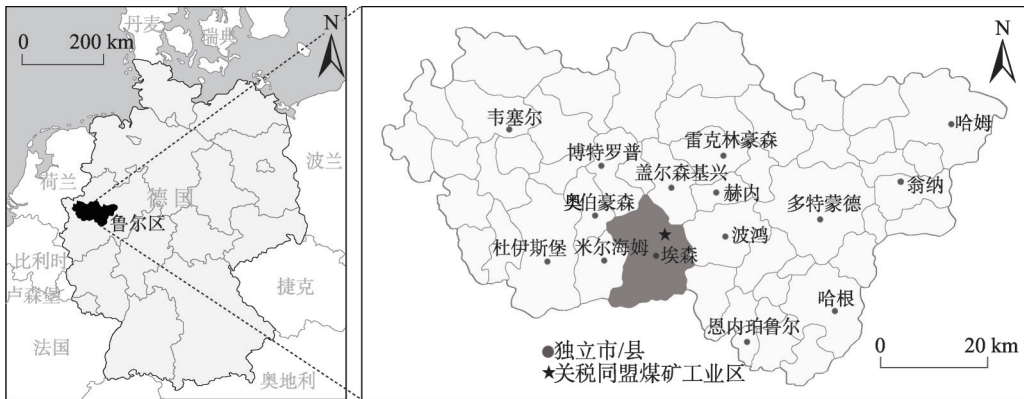 丹麦
瑞典
N
0 200 km
荷兰
波兰
德国
鲁尔区
比利时
卢森堡
捷克
法国
奥地利
N
韦塞尔
哈姆
雷克林豪森
博特罗普
盖尔森基兴
翁纳
赫内
奥伯豪森
多特蒙德
波鸿
杜伊斯堡
米尔海姆
埃森
哈根
恩内珀鲁尔
独立市/县
0 20 km
关税同盟煤矿工业区